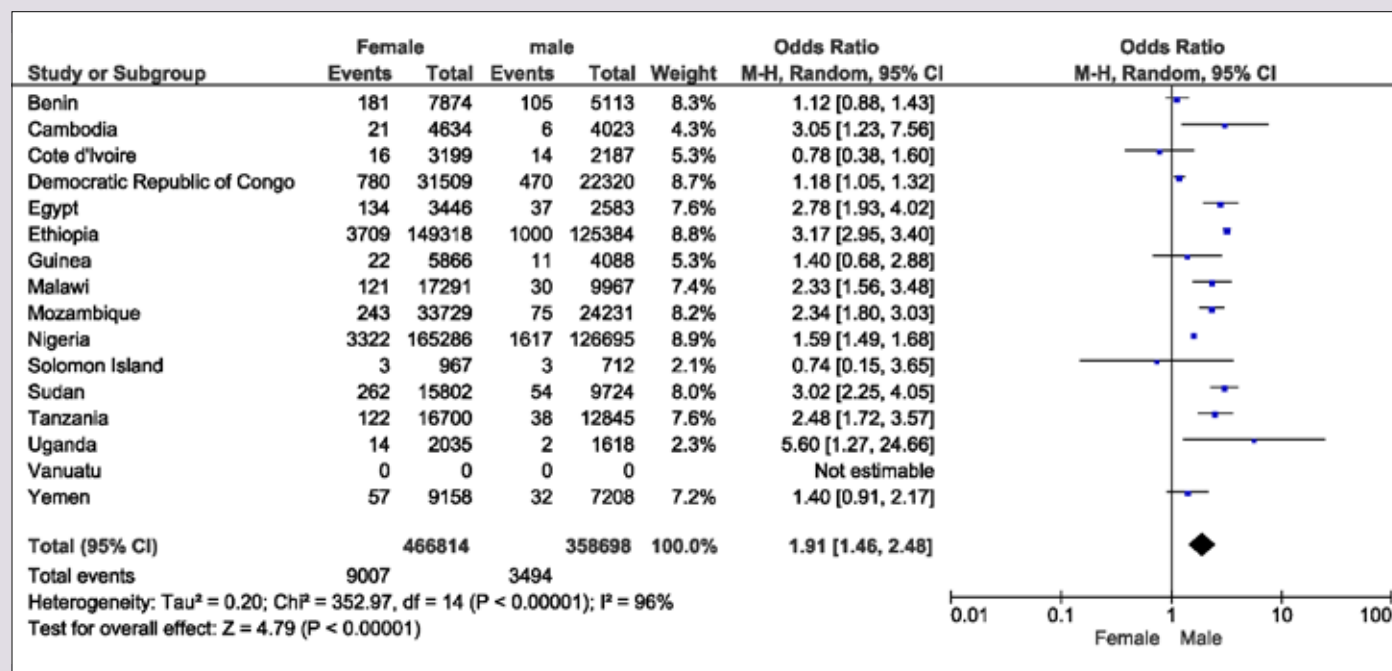 Female male Odds Ratio Odds Ratio
Study or Subgroup Events Total Events Total Weight M-H, Random, 95% CI M-H, Random, 95% CI
Benin 181 7874 105 5113 8.3% 1.12 [0.88, 1.43]
Cambodia 21 4634 6 4023 4.3% 3.05 [1.23, 7.56]
Cote d'Ivoire 16 3199 14 2187 5.3% 0.78 [0.38, 1.60]
Democratic Republic of Congo 780 31509 470 22320 8.7% 1.18 [1.05, 1.32]
Egypt 134 3446 37 2583 7.6% 2.78 [1.93, 4.02]
Ethiopia 3709 149318 1000 125384 8.8% 3.17 [2.95, 3.40]
Guinea 22 5866 11 4088 5.3% 1.40 [0.68, 2.88]
Malawi 121 17291 30 9967 7.4% 2.33 [1.56, 3.48]
Mozambique 243 33729 75 24231 8.2% 2.34 [1.80, 3.03]
Nigeria 3322 165286 1617 126695 8.9% 1.59 [1.49, 1.68]
Solomon Island 3 967 3 712 2.1% 0.74 [0.15, 3.65]
Sudan 262 15802 54 9724 8.0% 3.02 [2.25, 4.05]
Tanzania 122 16700 38 12845 7.6% 2.48 [1.72, 3.57]
Uganda 14 2035 2 1618 2.3% 5.60 [1.27, 24.66]
Vanuatu 0 0 0 0 Not estimable
Yemen 57 9158 32 7208 7.2% 1.40 [0.91, 2.17]
Total (95% CI) 466814 358698 100.0% 1.91 [1.46, 2.48]
Total events 9007 3494
Heterogeneity: Tau² = 0.20; Chi² = 352.97, df = 14 (P < 0.00001); I² = 96%
Test for overall effect: Z = 4.79 (P < 0.00001)
0.01 0.1 1 10 100
Female Male